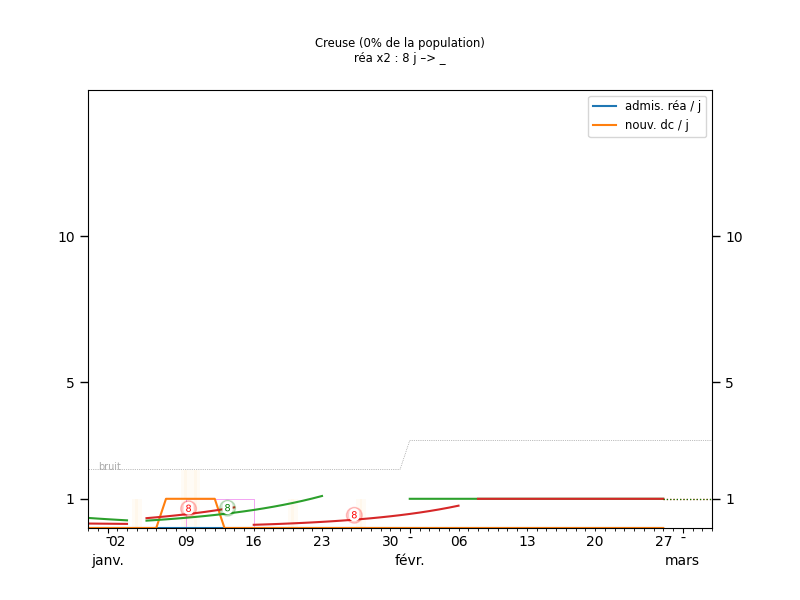 Creuse (0% de la population)
réa x2 : 8 j –> _
admis. réa / j
nouv. dc / j
10 10
5 5
bruit
1 1
8 8 8
02 09 16 23 30 06 13 20 27
janv. févr. mars